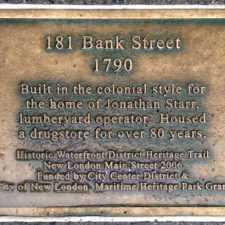 181 Bank Street
1790
Built in the colonial style for
the home of Jonathan Starr,
lumberyard operator. Housed
a drugstore for over 80 years.
Historic Waterfront District Heritage Trail
New London Main Street 2006
Funded by City Center District &
City of New London, Maritime Heritage Park Gran